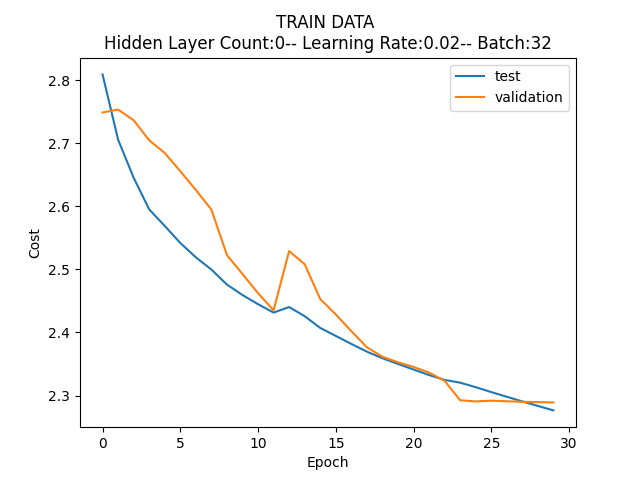 TRAIN DATA
Hidden Layer Count:0-- Learning Rate:0.02-- Batch:32
test
validation
2.8
2.7
2.6
2.5
2.4
2.3
Cost
0 5 10 15 20 25 30
Epoch